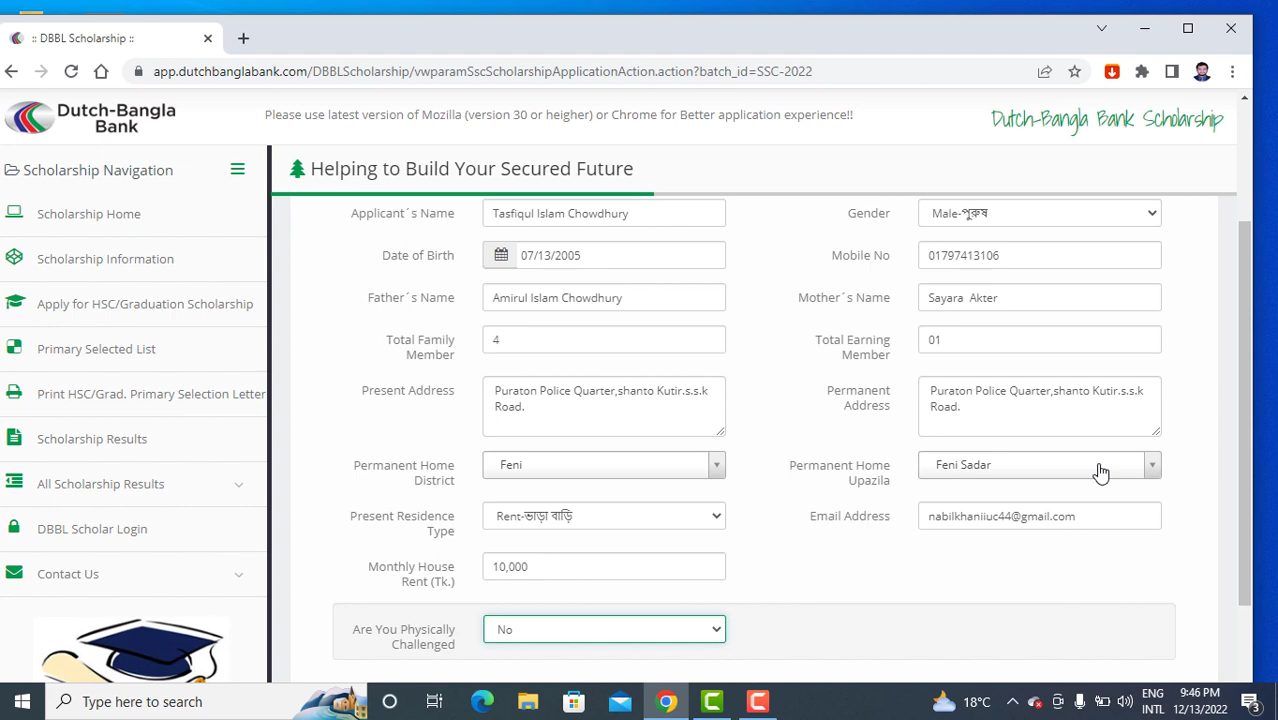 :: DBBL Scholarship ::
app.dutchbanglabank.com/DBBLScholarship/vwparamSscScholarshipApplicationAction.action?batch_id=SSC-2022
Dutch-Bangla
Bank
Please use latest version of Mozilla (version 30 or heigher) or Chrome for Better application experience!!
Dutch-Bangla Bank Scholarship
Scholarship Navigation
Helping to Build Your Secured Future
Scholarship Home
Scholarship Information
Apply for HSC/Graduation Scholarship
Primary Selected List
Print HSC/Grad. Primary Selection Letter
Scholarship Results
All Scholarship Results
DBBL Scholar Login
Contact Us
Applicant´s Name
Tasfiqul Islam Chowdhury
Gender
Male-পুরুষ
Date of Birth
07/13/2005
Mobile No
01797413106
Father´s Name
Amirul Islam Chowdhury
Mother´s Name
Sayara Akter
Total Family
Member
4
Total Earning
Member
01
Present Address
Puraton Police Quarter,shanto Kutir.s.s.k
Road.
Permanent
Address
Puraton Police Quarter,shanto Kutir.s.s.k
Road.
Permanent Home
District
Feni
Permanent Home
Upazila
Feni Sadar
Present Residence
Type
Rent-ভাড়া বাড়ি
Email Address
nabilkhaniiuc44@gmail.com
Monthly House
Rent (Tk.)
10,000
Are You Physically
Challenged
No
Type here to search
18°C
ENG
INTL
9:46 PM
12/13/2022
3